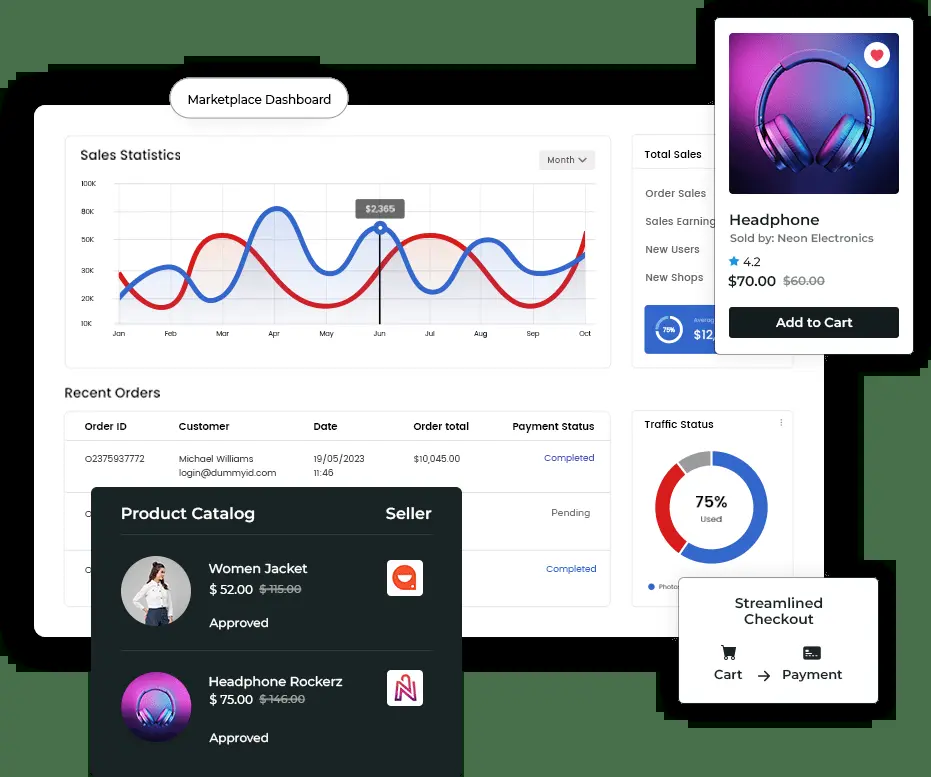 Marketplace Dashboard
Sales Statistics
Month
100K
80K
50K
30K
20K
10K
$2,365
Jan Feb Mar Apr May Jun Jul Aug Sep Oct
Total Sales
Order Sales
Sales Earning
New Users
New Shops
75%
Averag
$12,
Headphone
Sold by: Neon Electronics
4.2
$70.00 $60.00
Add to Cart
Recent Orders
Order ID Customer Date Order total Payment Status
O2375937772 Michael Williams 19/05/2023 $10,045.00 Completed
login@dummyid.com 11:46
O
Pending
O
Completed
Traffic Status
75%
Used
Photo
Product Catalog Seller
Women Jacket
$ 52.00 $ 115.00
Approved
Headphone Rockerz
$ 75.00 $ 146.00
Approved
Streamlined
Checkout
Cart → Payment